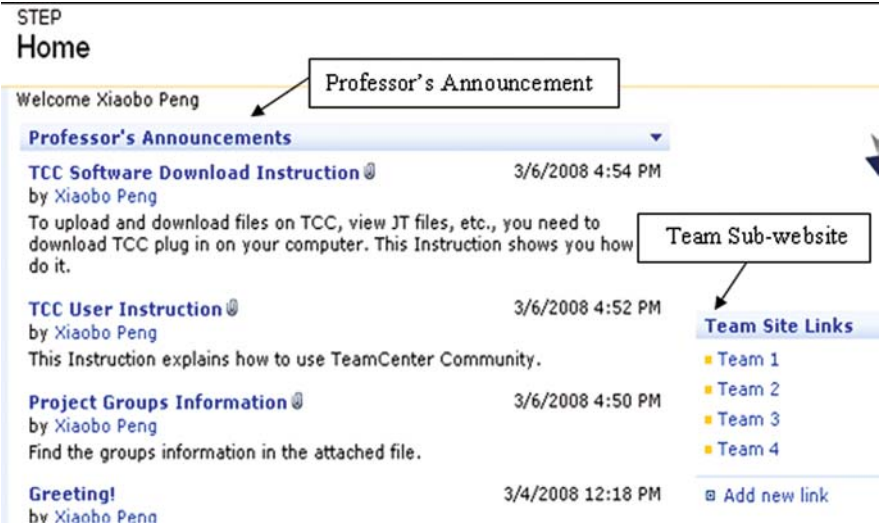 STEP
Home
Professor's Announcement
Welcome Xiaobo Peng
Professor's Announcements
TCC Software Download Instruction 3/6/2008 4:54 PM
by Xiaobo Peng
To upload and download files on TCC, view JT files, etc., you need to
download TCC plug in on your computer. This Instruction shows you how
do it.
Team Sub-website
TCC User Instruction 3/6/2008 4:52 PM
by Xiaobo Peng
This Instruction explains how to use TeamCenter Community.
Project Groups Information 3/6/2008 4:50 PM
by Xiaobo Peng
Find the groups information in the attached file.
Greeting! 3/4/2008 12:18 PM
by Xiaobo Peng
Team Site Links
Team 1
Team 2
Team 3
Team 4
Add new link